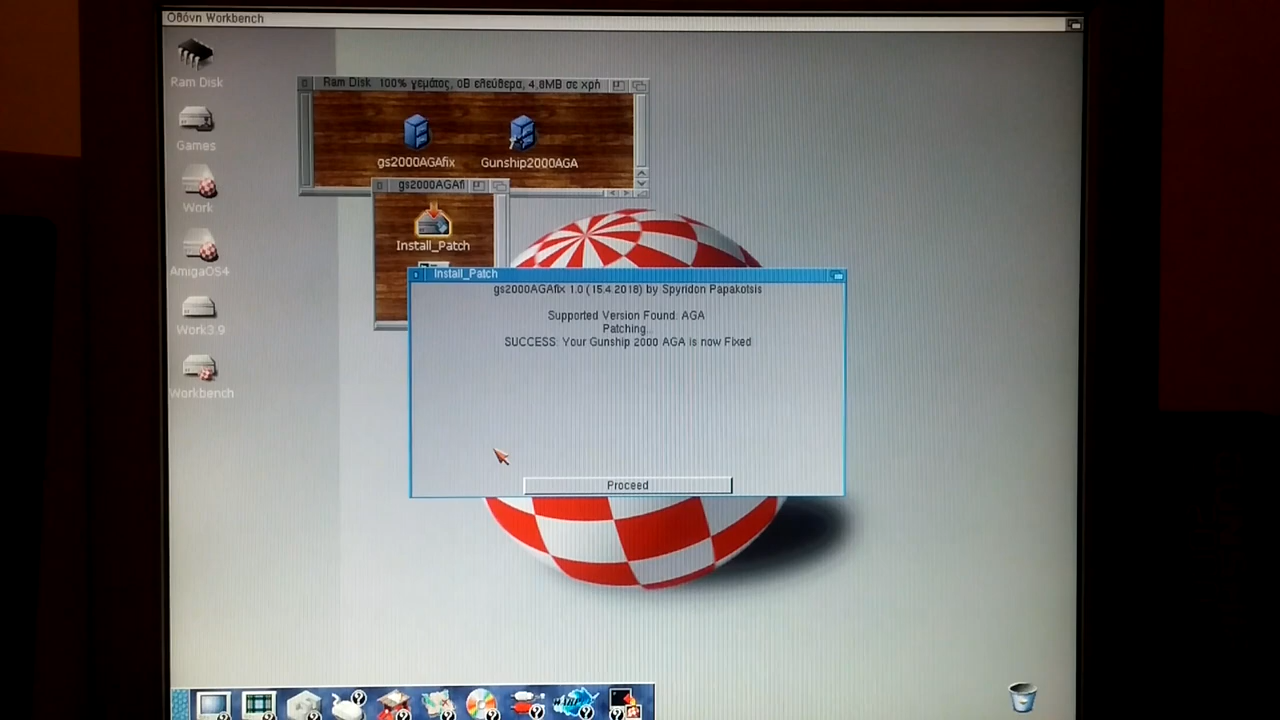 Οθόνη Workbench
Ram Disk
Games
Work
AmigaOS4
Work3.9
Workbench
Ram Disk 100% γεμάτος, 0B ελεύθερα, 4,8MB σε χρή
gs2000AGAfix
Gunship2000AGA
gs2000AGAfi
Install_Patch
Install_Patch
gs2000AGAfix 1.0 (15.4.2018) by Spyridon Papakotsis
Supported Version Found: AGA
Patching...
SUCCESS: Your Gunship 2000 AGA is now Fixed
Proceed